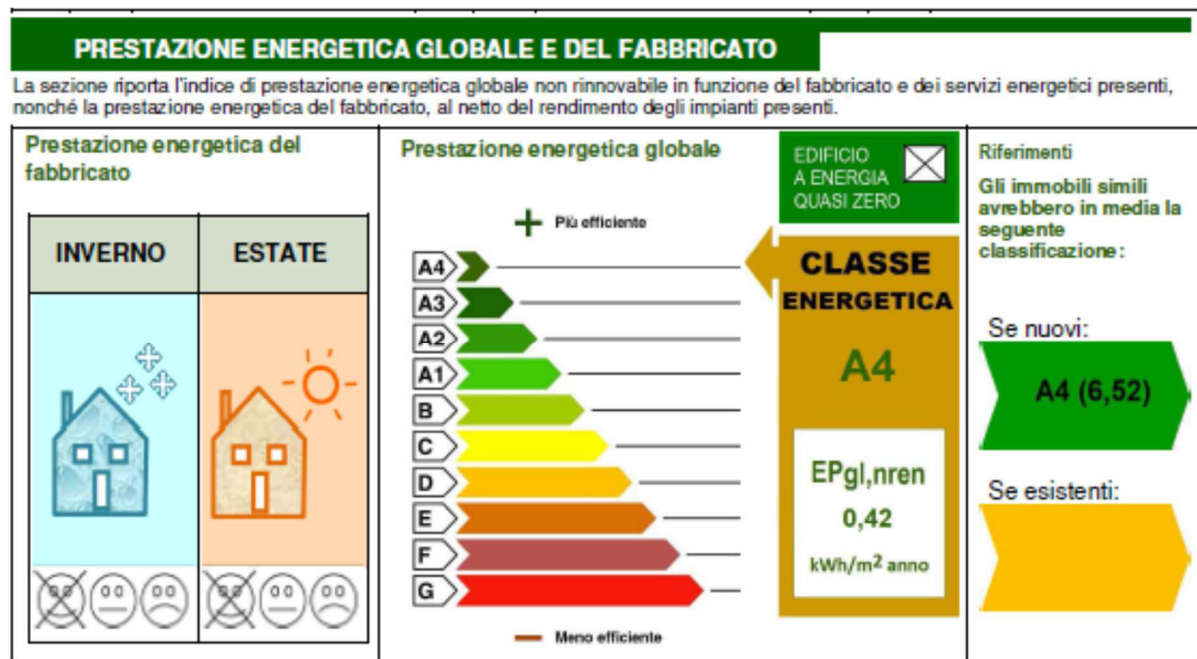 PRESTAZIONE ENERGETICA GLOBALE E DEL FABBRICATO
La sezione riporta l'indice di prestazione energetica globale non rinnovabile in funzione del fabbricato e dei servizi energetici presenti,
nonché la prestazione energetica del fabbricato, al netto del rendimento degli impianti presenti.
Prestazione energetica del
fabbricato
INVERNO
ESTATE
Prestazione energetica globale
Più efficiente
A4
A3
A2
A1
B
C
D
E
F
G
Meno efficiente
EDIFICIO
A ENERGIA
QUASI ZERO
CLASSE
ENERGETICA
A4
EPgl,nren
0,42
kWh/m² anno
Riferimenti
Gli immobili simili
avrebbero in media la
seguente
classificazione:
Se nuovi:
A4 (6,52)
Se esistenti: